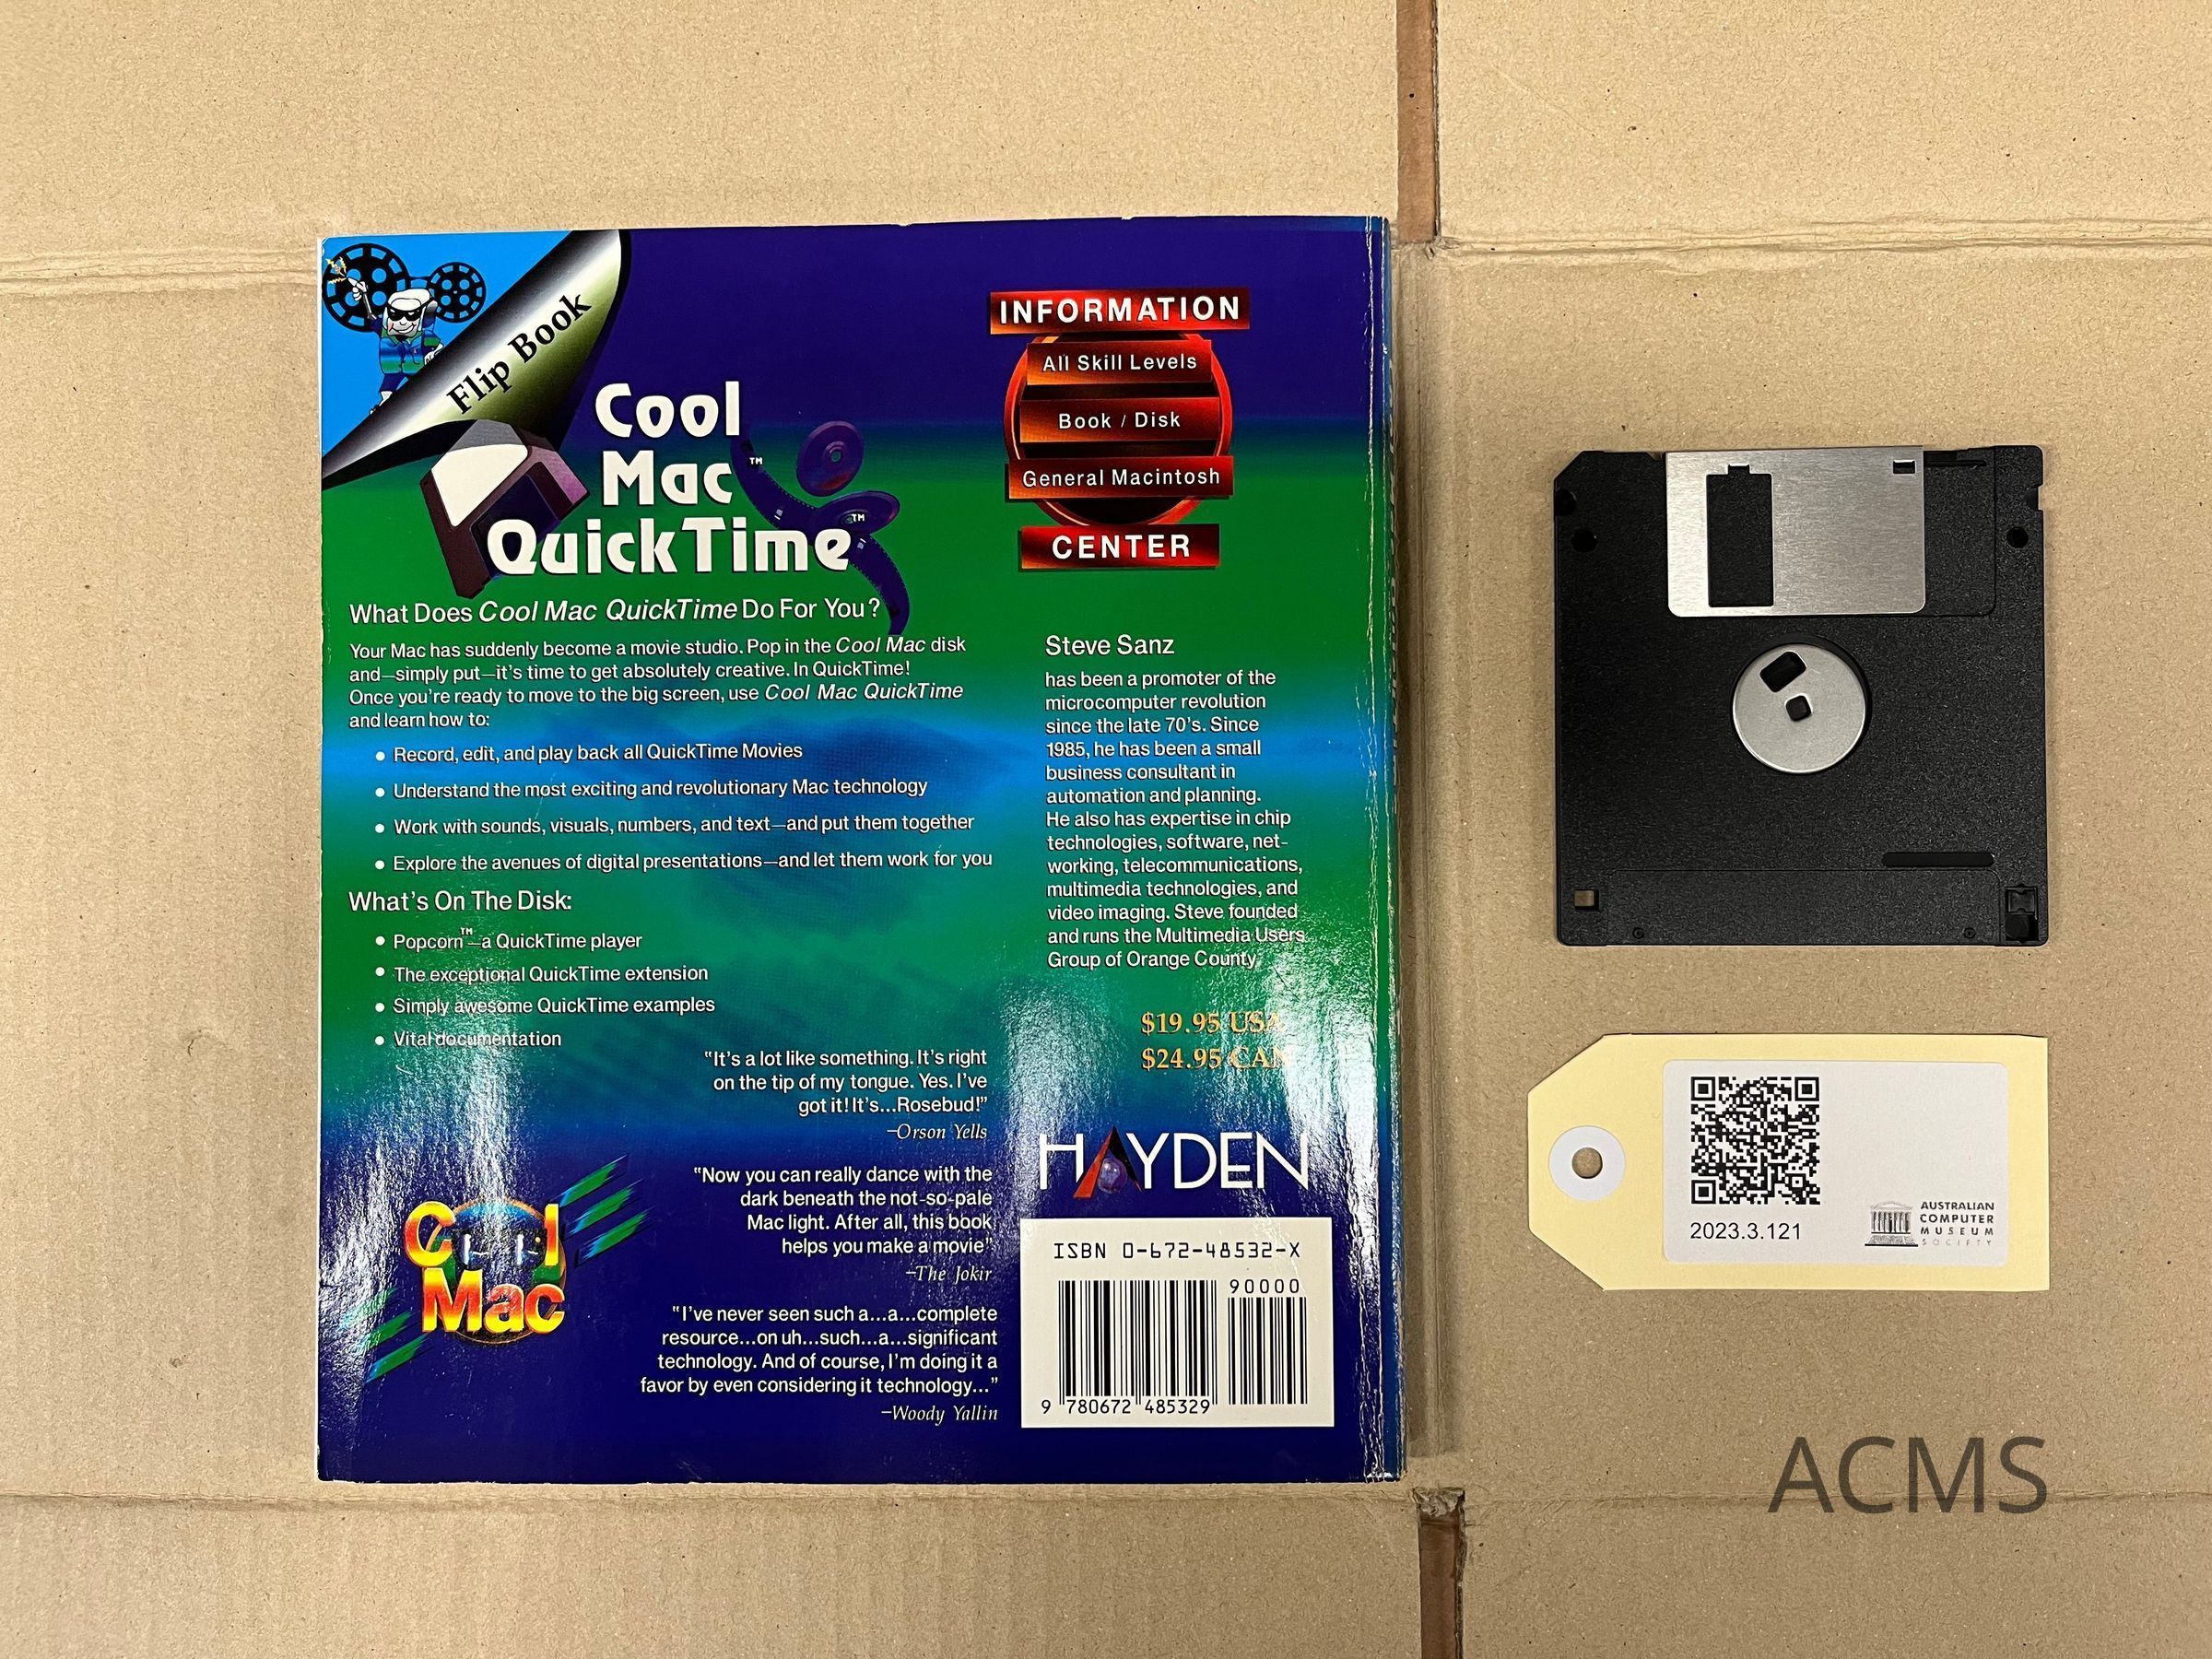 Flip Book
Cool
Mac™
QuickTime™
INFORMATION
All Skill Levels
Book / Disk
General Macintosh
CENTER
What Does Cool Mac QuickTime Do For You?
Your Mac has suddenly become a movie studio. Pop in the Cool Mac disk
and—simply put—it's time to get absolutely creative. In QuickTime!
Once you're ready to move to the big screen, use Cool Mac QuickTime
and learn how to:
• Record, edit, and play back all QuickTime Movies
• Understand the most exciting and revolutionary Mac technology
• Work with sounds, visuals, numbers, and text—and put them together
• Explore the avenues of digital presentations—and let them work for you
What's On The Disk:
• Popcorn™—a QuickTime player
• The exceptional QuickTime extension
• Simply awesome QuickTime examples
• Vital documentation
"It's a lot like something. It's right
on the tip of my tongue. Yes. I've
got it! It's...Rosebud!"
—Orson Yells
"Now you can really dance with the
dark beneath the not-so-pale
Mac light. After all, this book
helps you make a movie"
—The Jokir
"I've never seen such a...a...complete
resource...on uh...such...a...significant
technology. And of course, I'm doing it a
favor by even considering it technology..."
—Woody Yallin
Cool
Mac
Steve Sanz
has been a promoter of the
microcomputer revolution
since the late 70's. Since
1985, he has been a small
business consultant in
automation and planning.
He also has expertise in chip
technologies, software, net-
working, telecommunications,
multimedia technologies, and
video imaging. Steve founded
and runs the Multimedia Users
Group of Orange County.
$19.95 USA
$24.95 CAN
HAYDEN
ISBN 0-672-48532-X
90000
9 780672 485329
2023.3.121
AUSTRALIAN
COMPUTER
MUSEUM
SOCIETY
ACMS